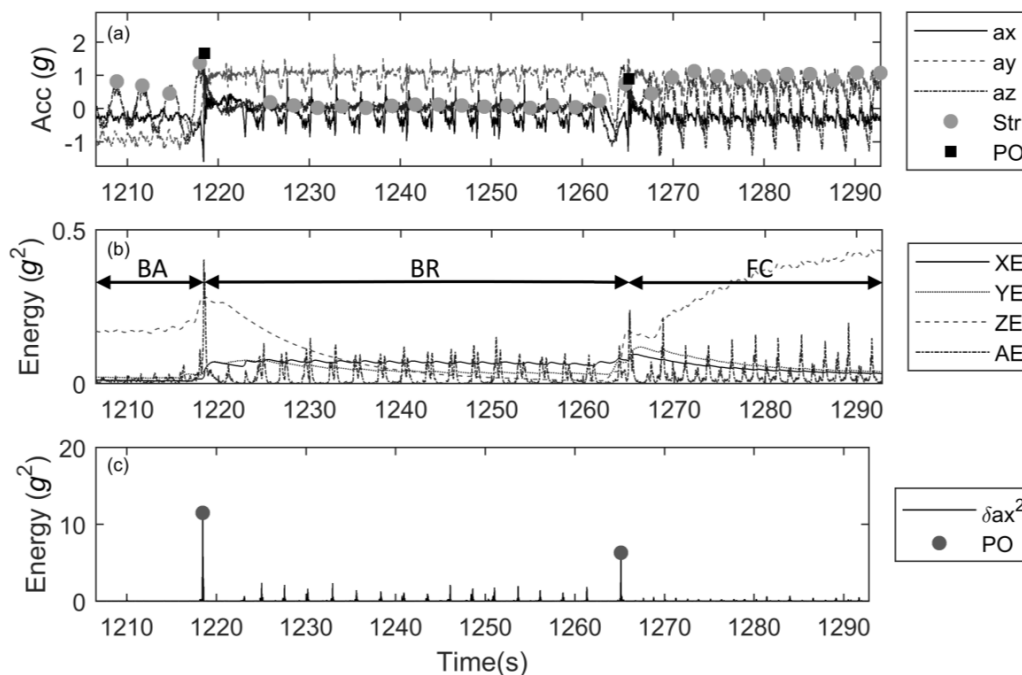 (a)
2
1
0
-1
Acc (g)
1210 1220 1230 1240 1250 1260 1270 1280 1290
ax
ay
az
Str
PO
(b)
0.5
0
Energy (g²)
BA BR FC
1210 1220 1230 1240 1250 1260 1270 1280 1290
XE
YE
ZE
AE
(c)
20
10
0
Energy (g²)
1210 1220 1230 1240 1250 1260 1270 1280 1290
Time(s)
δax²
PO